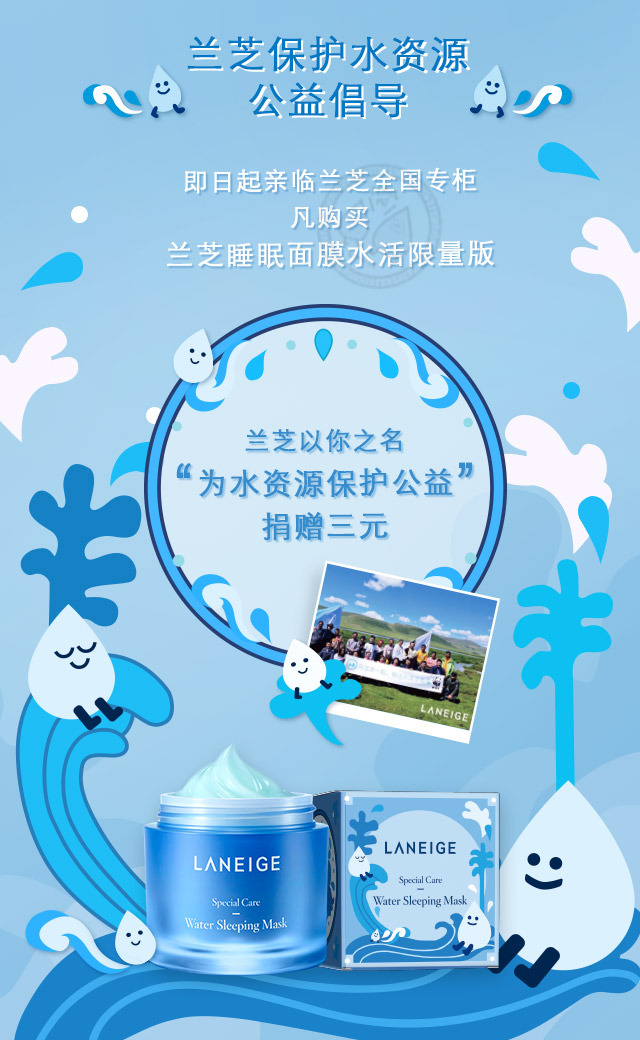 兰芝保护水资源
公益倡导
即日起亲临兰芝全国专柜
凡购买
兰芝睡眠面膜水活限量版
兰芝以你之名
“为水资源保护公益”
捐赠三元
LANEIGE
LANEIGE
Special Care
Water Sleeping Mask
LANEIGE
Special Care
Water Sleeping Mask